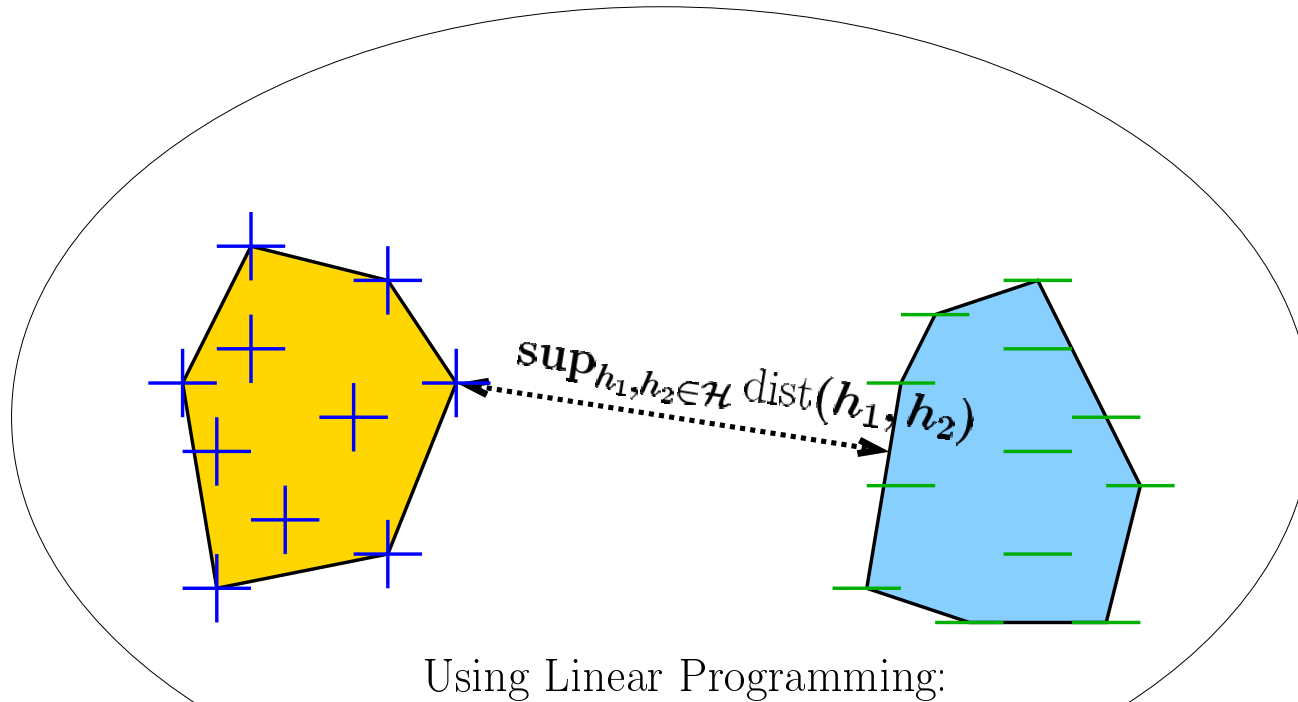 sup_{h_1,h_2∈ℋ} dist(h_1, h_2)
Using Linear Programming: